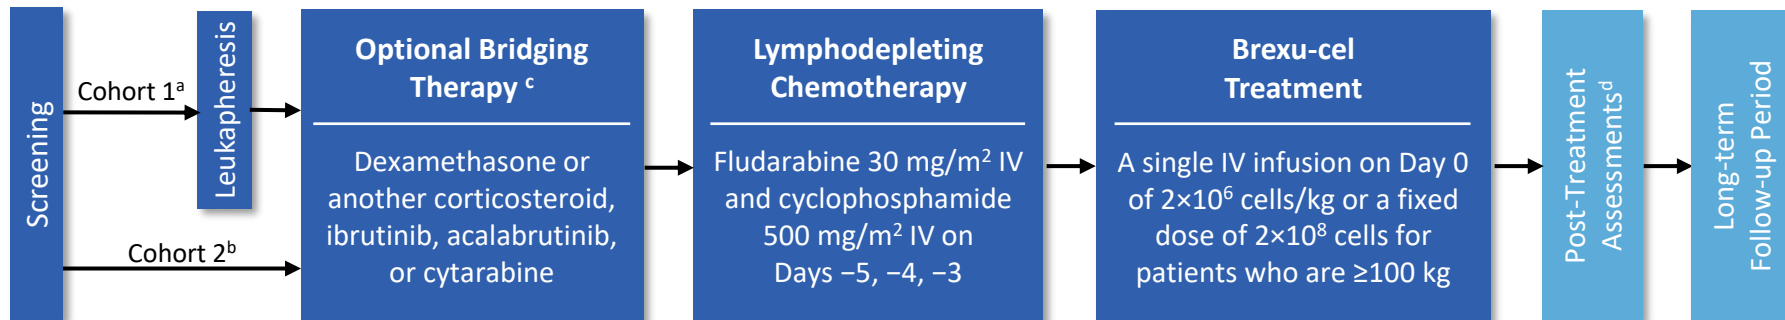 Screening
Cohort 1ᵃ
Cohort 2ᵇ
Leukapheresis
Optional Bridging
Therapy ᶜ
Dexamethasone or
another corticosteroid,
ibrutinib, acalabrutinib,
or cytarabine
Lymphodepleting
Chemotherapy
Fludarabine 30 mg/m² IV
and cyclophosphamide
500 mg/m² IV on
Days −5, −4, −3
Brexu-cel
Treatment
A single IV infusion on Day 0
of 2×10⁶ cells/kg or a fixed
dose of 2×10⁸ cells for
patients who are ≥100 kg
Post-Treatment
Assessmentsᵈ
Long-term
Follow-up Period